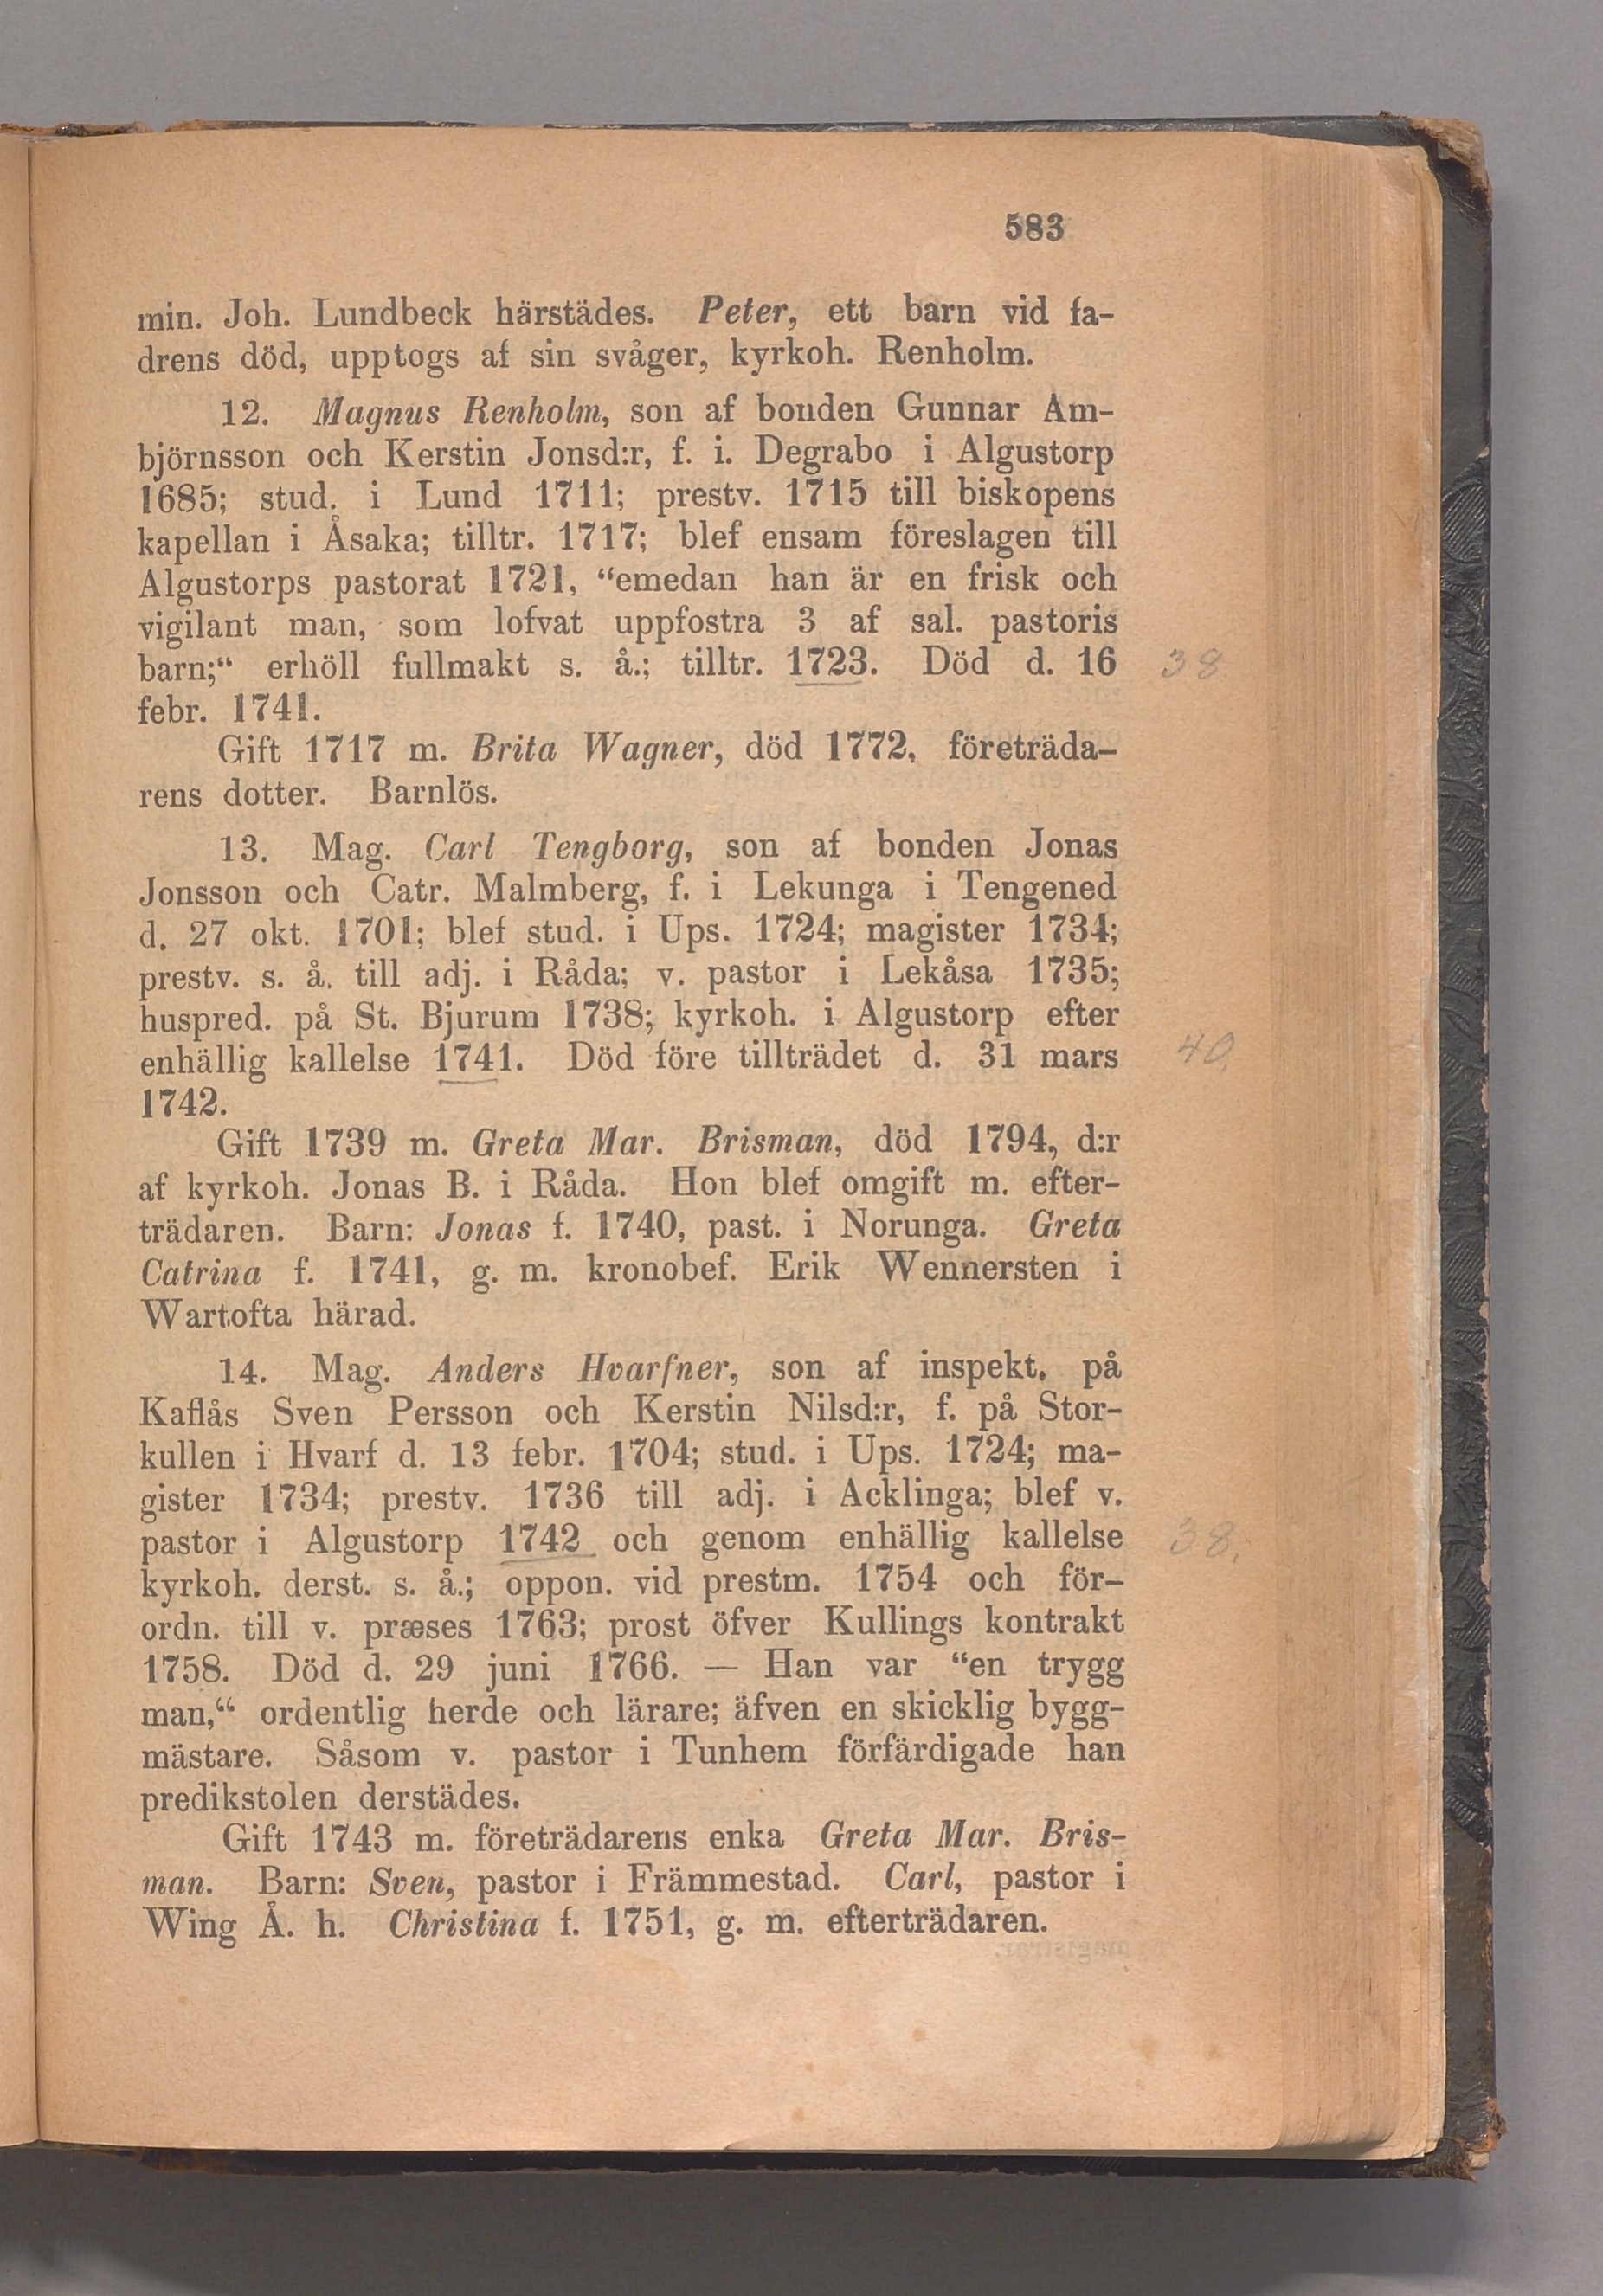 583
min. Joh. Lundbeck härstädes. Peter, ett barn vid fa-
drens död, upptogs af sin svåger, kyrkoh. Renholm.
12. Magnus Renholm, son af bonden Gunnar Am-
björnsson och Kerstin Jonsd:r, f. i. Degrabo i Algustorp
1685; stud. i Lund 1711; prestv. 1715 till biskopens
kapellan i Åsaka; tilltr. 1717; blef ensam föreslagen till
Algustorps pastorat 1721, “emedan han är en frisk och
vigilant man, som lofvat uppfostra 3 af sal. pastoris
barn;“ erhöll fullmakt s. å.; tilltr. 1723. Död d. 16 38
febr. 1741.
Gift 1717 m. Brita Wagner, död 1772, företräda-
rens dotter. Barnlös.
13. Mag. Carl Tengborg, son af bonden Jonas
Jonsson och Catr. Malmberg, f. i Lekunga i Tengened
d. 27 okt. 1701; blef stud. i Ups. 1724; magister 1734;
prestv. s. å. till adj. i Råda; v. pastor i Lekåsa 1735;
huspred. på St. Bjurum 1738; kyrkoh. i Algustorp efter
enhällig kallelse 1741. Död före tillträdet d. 31 mars 40.
1742.
Gift 1739 m. Greta Mar. Brisman, död 1794, d:r
af kyrkoh. Jonas B. i Råda. Hon blef omgift m. efter-
trädaren. Barn: Jonas f. 1740, past. i Norunga. Greta
Catrina f. 1741, g. m. kronobef. Erik Wennersten i
Wartofta härad.
14. Mag. Anders Hvarfner, son af inspekt. på
Kaflås Sven Persson och Kerstin Nilsd:r, f. på Stor-
kullen i Hvarf d. 13 febr. 1704; stud. i Ups. 1724; ma-
gister 1734; prestv. 1736 till adj. i Acklinga; blef v.
pastor i Algustorp 1742 och genom enhällig kallelse 38.
kyrkoh. derst. s. å.; oppon. vid prestm. 1754 och för-
ordn. till v. præses 1763; prost öfver Kullings kontrakt
1758. Död d. 29 juni 1766. — Han var “en trygg
man,“ ordentlig herde och lärare; äfven en skicklig bygg-
mästare. Såsom v. pastor i Tunhem förfärdigade han
predikstolen derstädes.
Gift 1743 m. företrädarens enka Greta Mar. Bris-
man. Barn: Sven, pastor i Främmestad. Carl, pastor i
Wing Å. h. Christina f. 1751, g. m. efterträdaren.